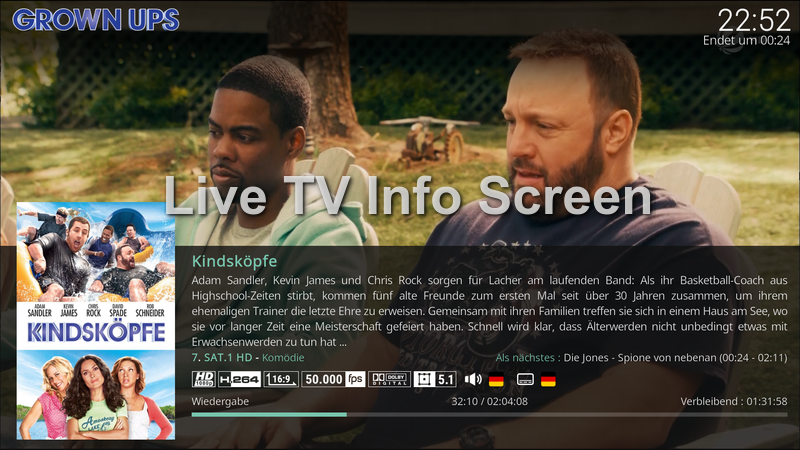 GROWN UPS
22:52
Endet um 00:24
Live TV Info Screen
ADAM SANDLER KEVIN JAMES CHRIS ROCK DAVID SPADE ROB SCHNEIDER
KINDSKÖPFE
Kindsköpfe
Adam Sandler, Kevin James und Chris Rock sorgen für Lacher am laufenden Band: Als ihr Basketball-Coach aus
Highschool-Zeiten stirbt, kommen fünf alte Freunde zum ersten Mal seit über 30 Jahren zusammen, um ihrem
ehemaligen Trainer die letzte Ehre zu erweisen. Gemeinsam mit ihren Familien treffen sie sich in einem Haus am See, wo
sie vor langer Zeit eine Meisterschaft gefeiert haben. Schnell wird klar, dass Älterwerden nicht unbedingt etwas mit
Erwachsenwerden zu tun hat ...
7. SAT.1 HD - Komödie
Als nächstes : Die Jones - Spione von nebenan (00:24 - 02:11)
HD 1080p H.264 16:9 50.000 fps DOLBY DIGITAL 5.1
Wiedergabe
32:10 / 02:04:08
Verbleibend : 01:31:58